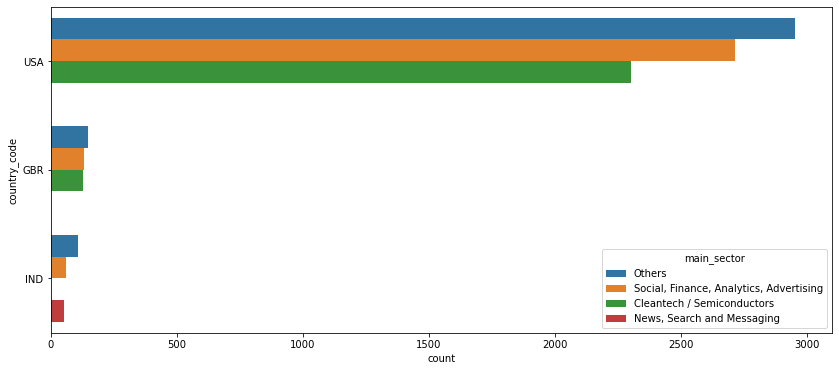 USA
GBR
IND
country_code
0
500
1000
1500
2000
2500
3000
count
main_sector
Others
Social, Finance, Analytics, Advertising
Cleantech / Semiconductors
News, Search and Messaging